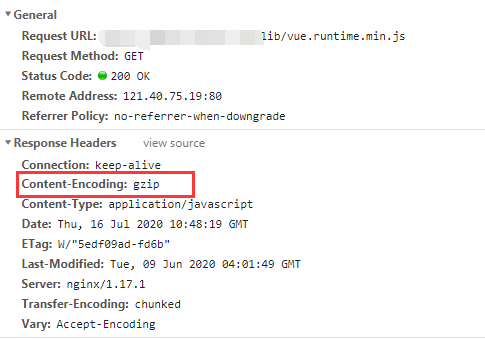 General
Request URL: lib/vue.runtime.min.js
Request Method: GET
Status Code: 200 OK
Remote Address: 121.40.75.19:80
Referrer Policy: no-referrer-when-downgrade
Response Headers view source
Connection: keep-alive
Content-Encoding: gzip
Content-Type: application/javascript
Date: Thu, 16 Jul 2020 10:48:19 GMT
ETag: W/"5edf09ad-fd6b"
Last-Modified: Tue, 09 Jun 2020 04:01:49 GMT
Server: nginx/1.17.1
Transfer-Encoding: chunked
Vary: Accept-Encoding